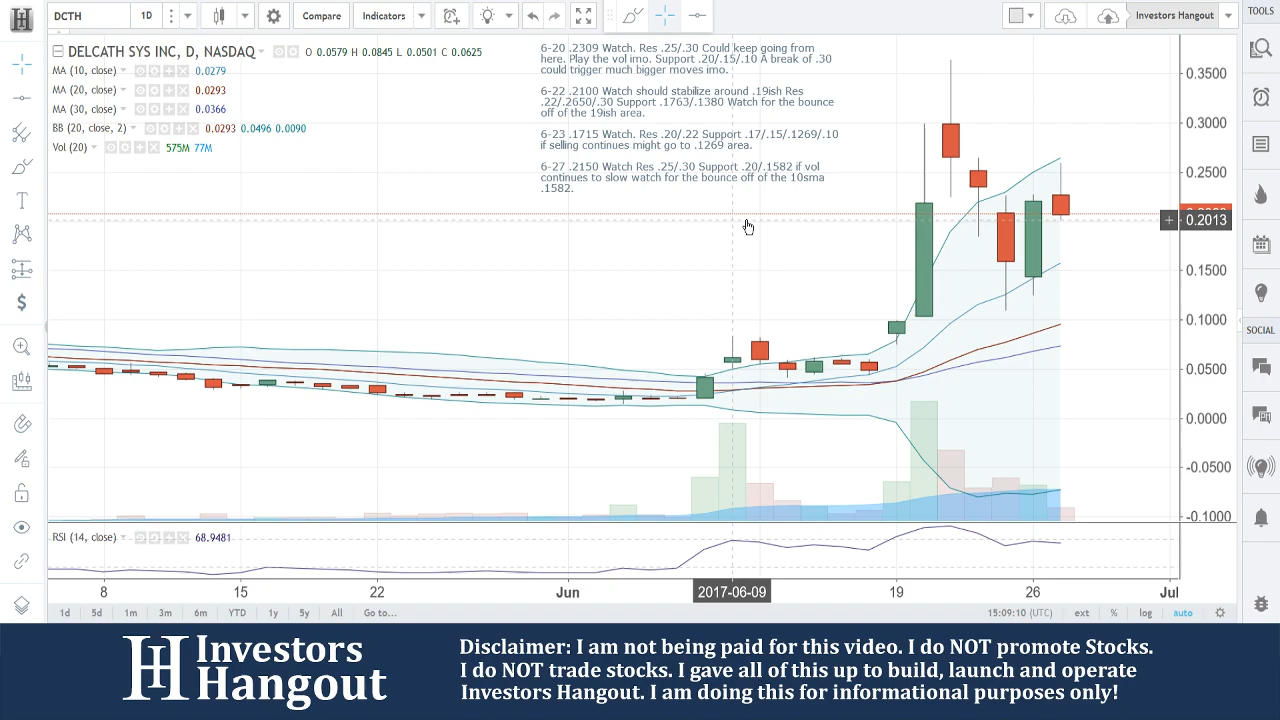 DCTH
1D
Compare
Indicators
Investors Hangout
TOOLS
DELCATH SYS INC, D, NASDAQ
O 0.0579 H 0.0845 L 0.0501 C 0.0625
MA (10, close) 0.0279
MA (20, close) 0.0293
MA (30, close) 0.0366
BB (20, close, 2) 0.0293 0.0496 0.0090
Vol (20) 575M 77M
6-20 .2309 Watch. Res .25/.30 Could keep going from
here. Play the vol imo. Support .20/.15/.10 A break of .30
could trigger much bigger moves imo.
6-22 .2100 Watch should stabilize around .19ish Res
.22/.2650/.30 Support .1763/.1380 Watch for the bounce
off of the 19ish area.
6-23 .1715 Watch. Res .20/.22 Support .17/.15/.1269/.10
if selling continues might go to .1269 area.
6-27 .2150 Watch Res .25/.30 Support .20/.1582 if vol
continues to slow watch for the bounce off of the 10sma
.1582.
0.3500
0.3000
0.2500
0.2013
0.1500
0.1000
0.0500
0.0000
-0.0500
-0.1000
SOCIAL
RSI (14, close) 68.9481
8
15
22
Jun
2017-06-09
19
26
Jul
1d
5d
1m
3m
6m
YTD
1y
5y
All
Go to...
15:09:10 (UTC)
ext
%
log
auto
Investors
Hangout
Disclaimer: I am not being paid for this video. I do NOT promote Stocks.
I do NOT trade stocks. I gave all of this up to build, launch and operate
Investors Hangout. I am doing this for informational purposes only!